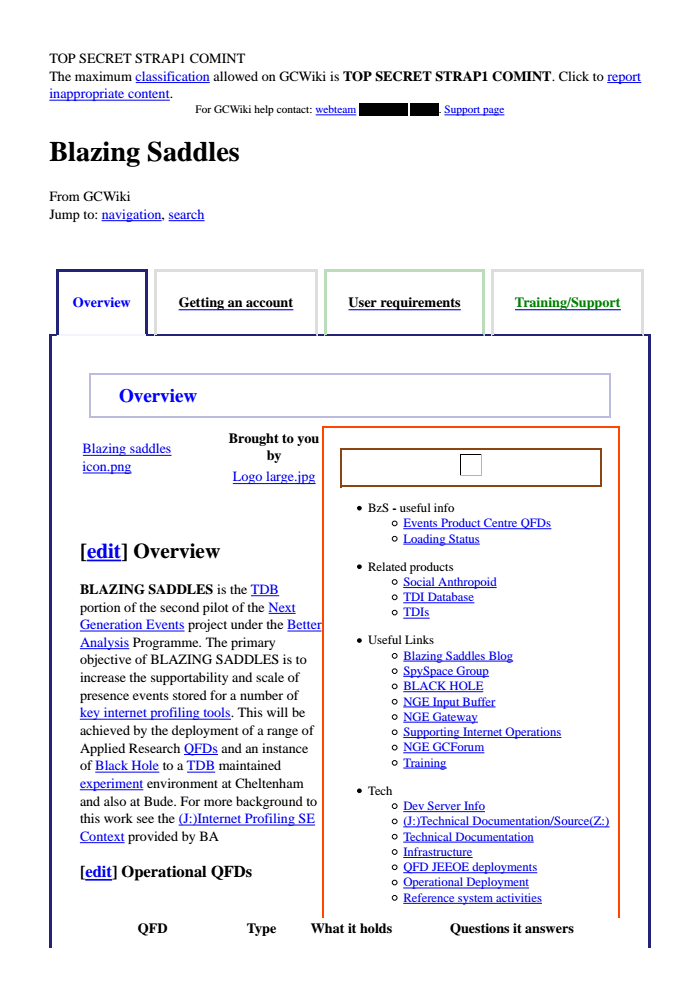 TOP SECRET STRAP1 COMINT
The maximum classification allowed on GCWiki is TOP SECRET STRAP1 COMINT. Click to report
inappropriate content.
For GCWiki help contact: webteam . Support page
Blazing Saddles
From GCWiki
Jump to: navigation, search
Overview
Getting an account
User requirements
Training/Support
Overview
Blazing saddles
icon.png
Brought to you
by
Logo large.jpg
[edit] Overview
BLAZING SADDLES is the TDB
portion of the second pilot of the Next
Generation Events project under the Better
Analysis Programme. The primary
objective of BLAZING SADDLES is to
increase the supportability and scale of
presence events stored for a number of
key internet profiling tools. This will be
achieved by the deployment of a range of
Applied Research QFDs and an instance
of Black Hole to a TDB maintained
experiment environment at Cheltenham
and also at Bude. For more background to
this work see the (J:)Internet Profiling SE
Context provided by BA
[edit] Operational QFDs
BzS - useful info
Events Product Centre QFDs
Loading Status
Related products
Social Anthropoid
TDI Database
TDIs
Useful Links
Blazing Saddles Blog
SpySpace Group
BLACK HOLE
NGE Input Buffer
NGE Gateway
Supporting Internet Operations
NGE GCForum
Training
Tech
Dev Server Info
(J:)Technical Documentation/Source(Z:)
Technical Documentation
Infrastructure
QFD JEEOE deployments
Operational Deployment
Reference system activities
QFD Type What it holds Questions it answers